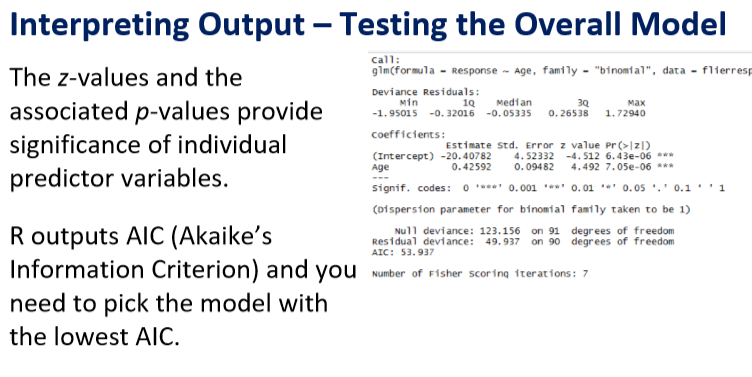 Interpreting Output – Testing the Overall Model
The z-values and the
associated p-values provide
significance of individual
predictor variables.
R outputs AIC (Akaike's
Information Criterion) and you
need to pick the model with
the lowest AIC.
Call:
glm(formula = Response ~ Age, family = "binomial", data = flierresp
Deviance Residuals:
Min 1Q Median 3Q Max
-1.95015 -0.32016 -0.05335 0.26538 1.72940
Coefficients:
Estimate Std. Error z value Pr(>|z|)
(Intercept) -20.40782 4.52332 -4.512 6.43e-06 ***
Age 0.42592 0.09482 4.492 7.05e-06 ***
---
Signif. codes: 0 '***' 0.001 '**' 0.01 '*' 0.05 '.' 0.1 ' ' 1
(Dispersion parameter for binomial family taken to be 1)
Null deviance: 123.156 on 91 degrees of freedom
Residual deviance: 49.937 on 90 degrees of freedom
AIC: 53.937
Number of Fisher Scoring iterations: 7